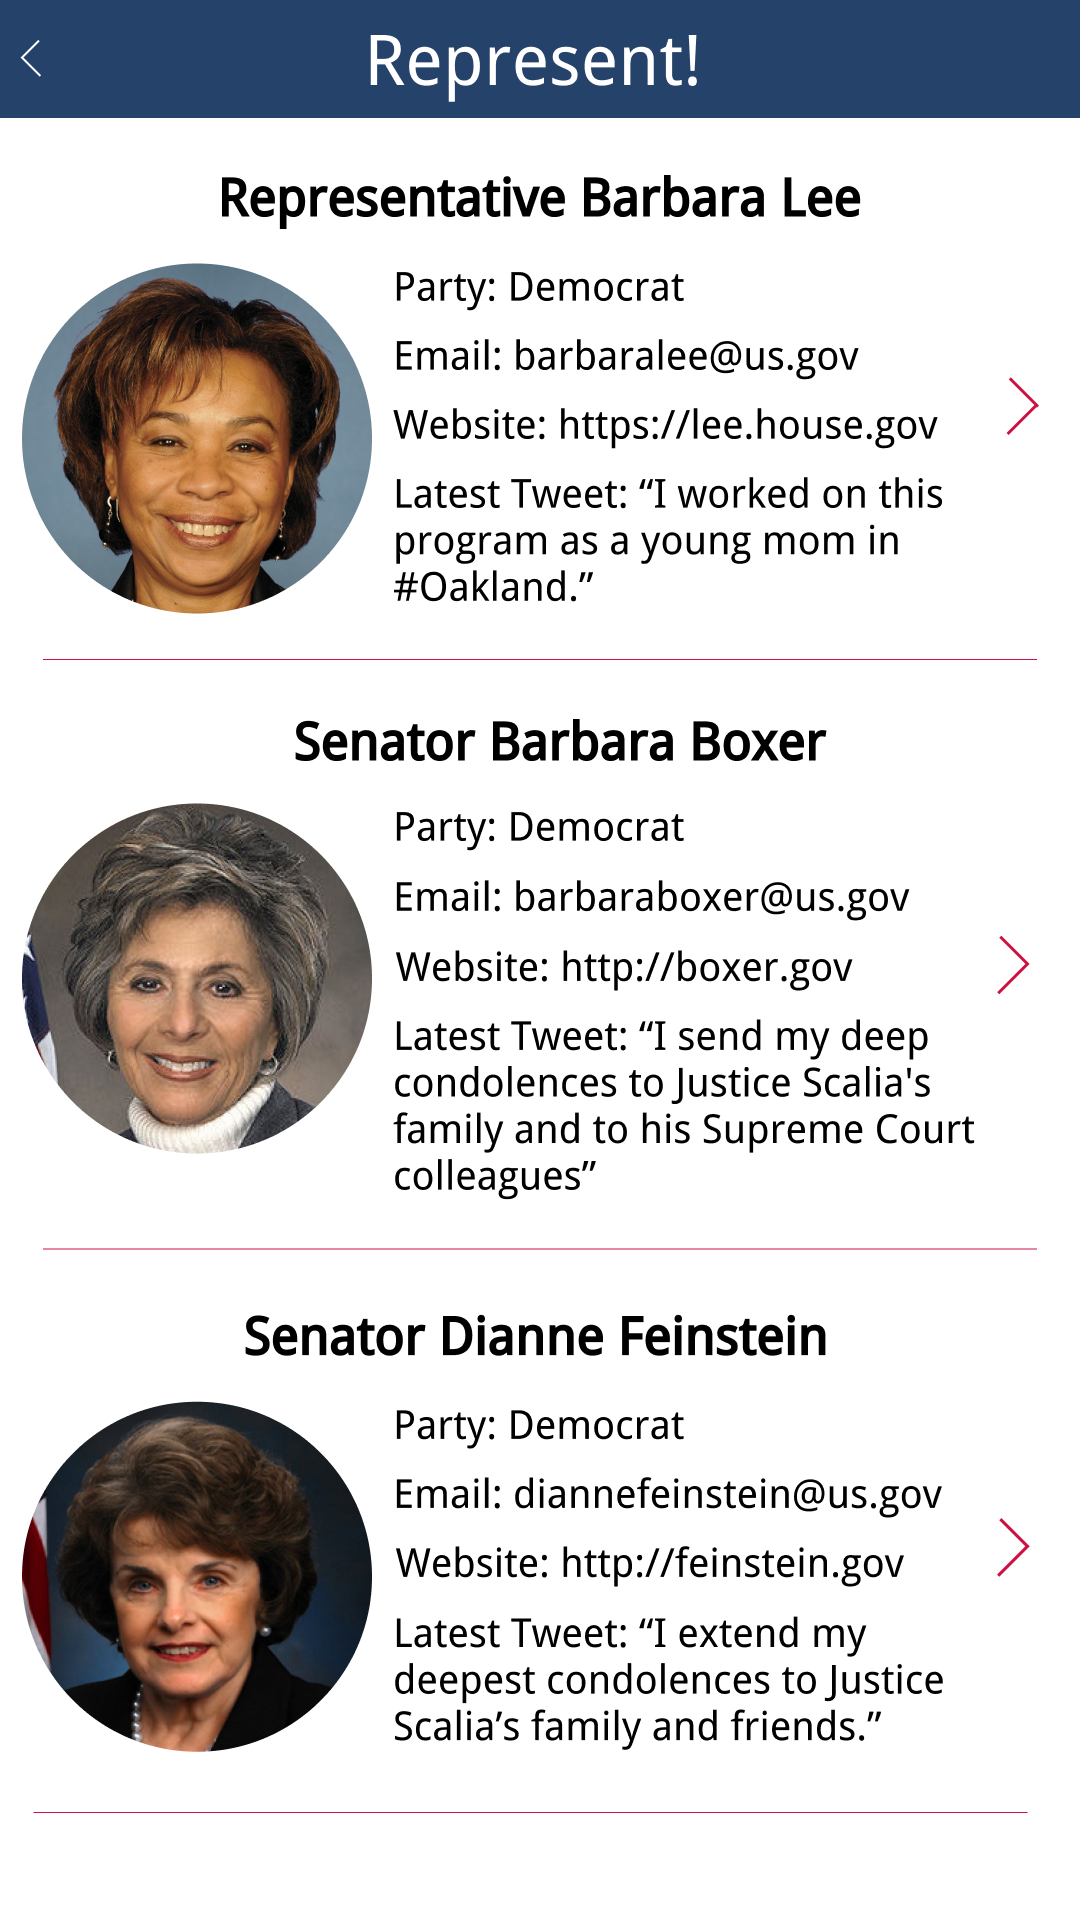 Represent!
Representative Barbara Lee
Party: Democrat
Email: barbaralee@us.gov
Website: https://lee.house.gov
Latest Tweet: “I worked on this
program as a young mom in
#Oakland.”
Senator Barbara Boxer
Party: Democrat
Email: barbaraboxer@us.gov
Website: http://boxer.gov
Latest Tweet: “I send my deep
condolences to Justice Scalia's
family and to his Supreme Court
colleagues”
Senator Dianne Feinstein
Party: Democrat
Email: diannefeinstein@us.gov
Website: http://feinstein.gov
Latest Tweet: “I extend my
deepest condolences to Justice
Scalia’s family and friends.”